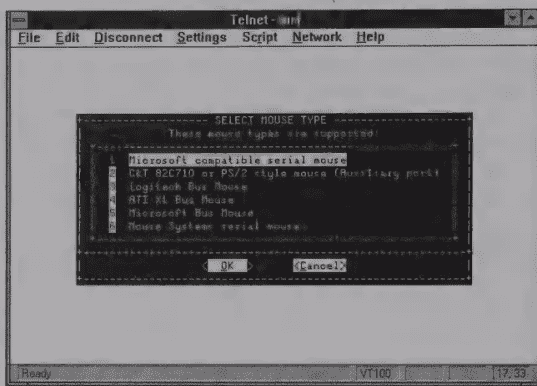 Telnet -
File Edit Disconnect Settings Script Network Help
SELECT MOUSE TYPE
These mouse types are supported:
1 Microsoft compatible serial mouse
2 C&T 82C710 or PS/2 style mouse (Auxiliary port)
3 Logitech Bus Mouse
4 ATI XL Bus Mouse
5 Microsoft Bus Mouse
6 Mouse Systems serial mouse
< OK > <Cancel>
Ready VT100 17, 33